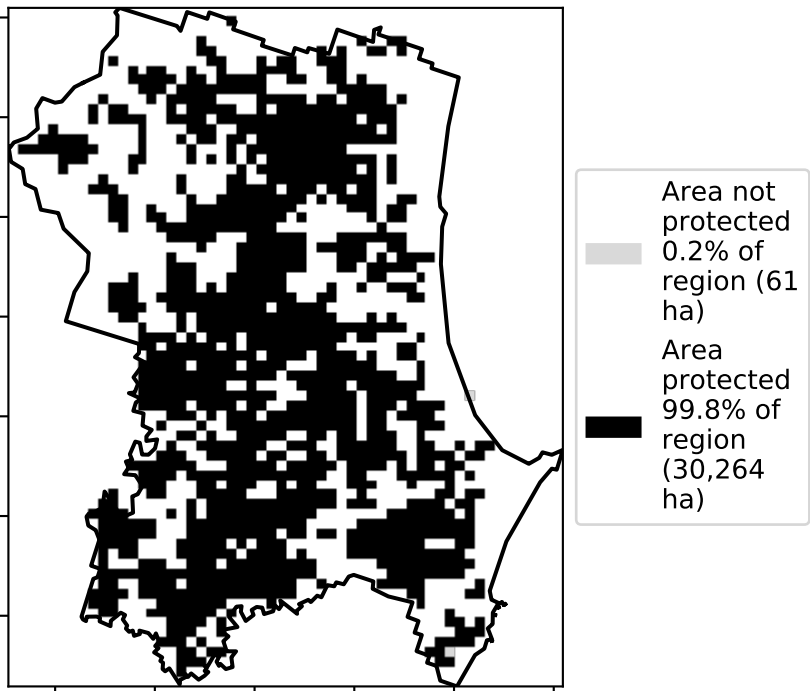 Area not
protected
0.2% of
region (61
ha)
Area
protected
99.8% of
region
(30,264
ha)